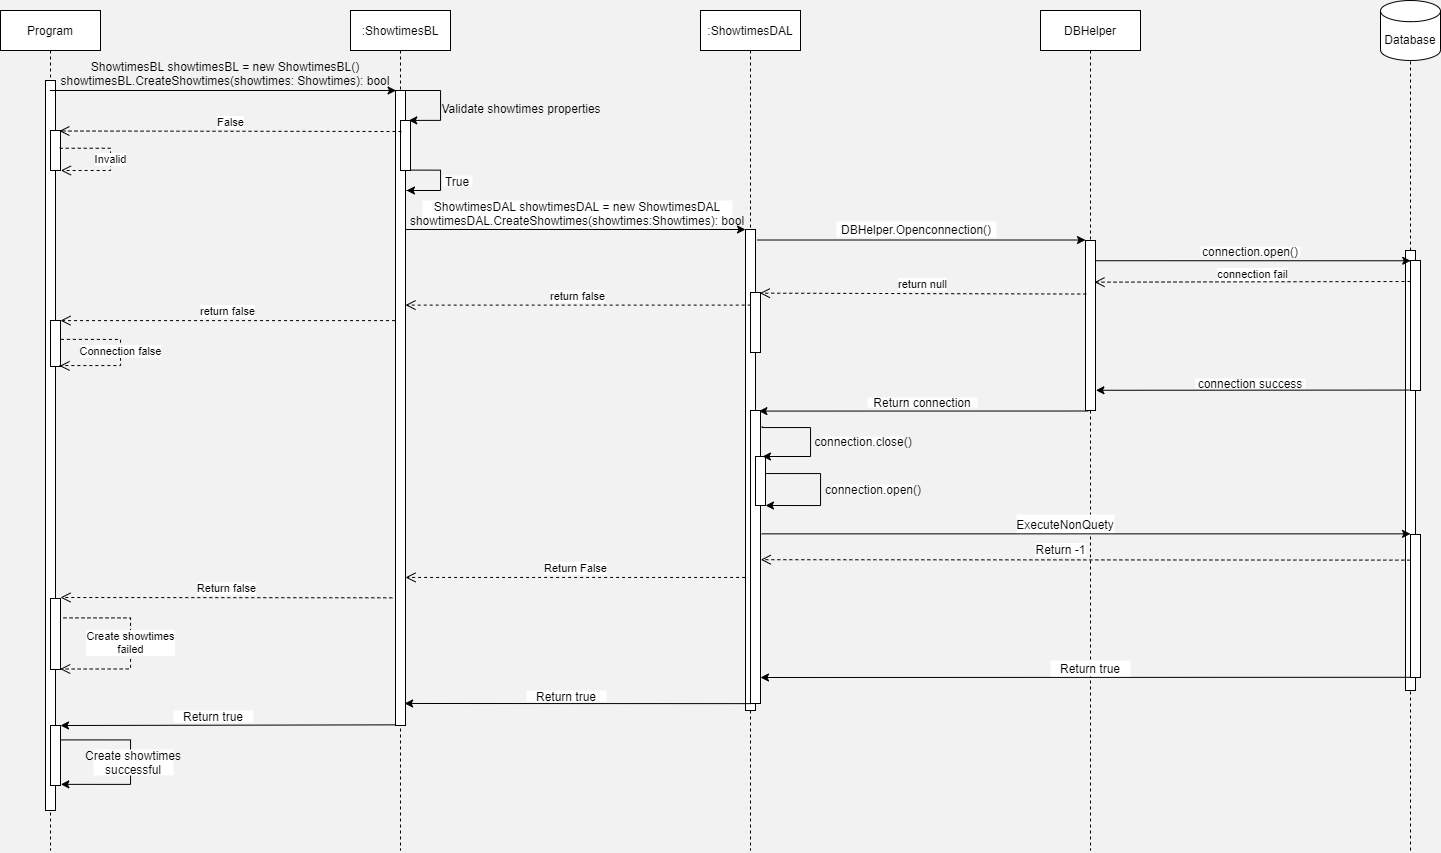 Program
:ShowtimesBL
:ShowtimesDAL
DBHelper
Database
ShowtimesBL showtimesBL = new ShowtimesBL()
showtimesBL.CreateShowtimes(showtimes: Showtimes): bool
Validate showtimes properties
False
Invalid
True
ShowtimesDAL showtimesDAL = new ShowtimesDAL
showtimesDAL.CreateShowtimes(showtimes:Showtimes): bool
DBHelper.Openconnection()
connection.open()
connection fail
return null
return false
return false
Connection false
connection success
Return connection
connection.close()
connection.open()
ExecuteNonQuety
Return -1
Return False
Return false
Create showtimes
failed
Return true
Return true
Return true
Create showtimes
successful